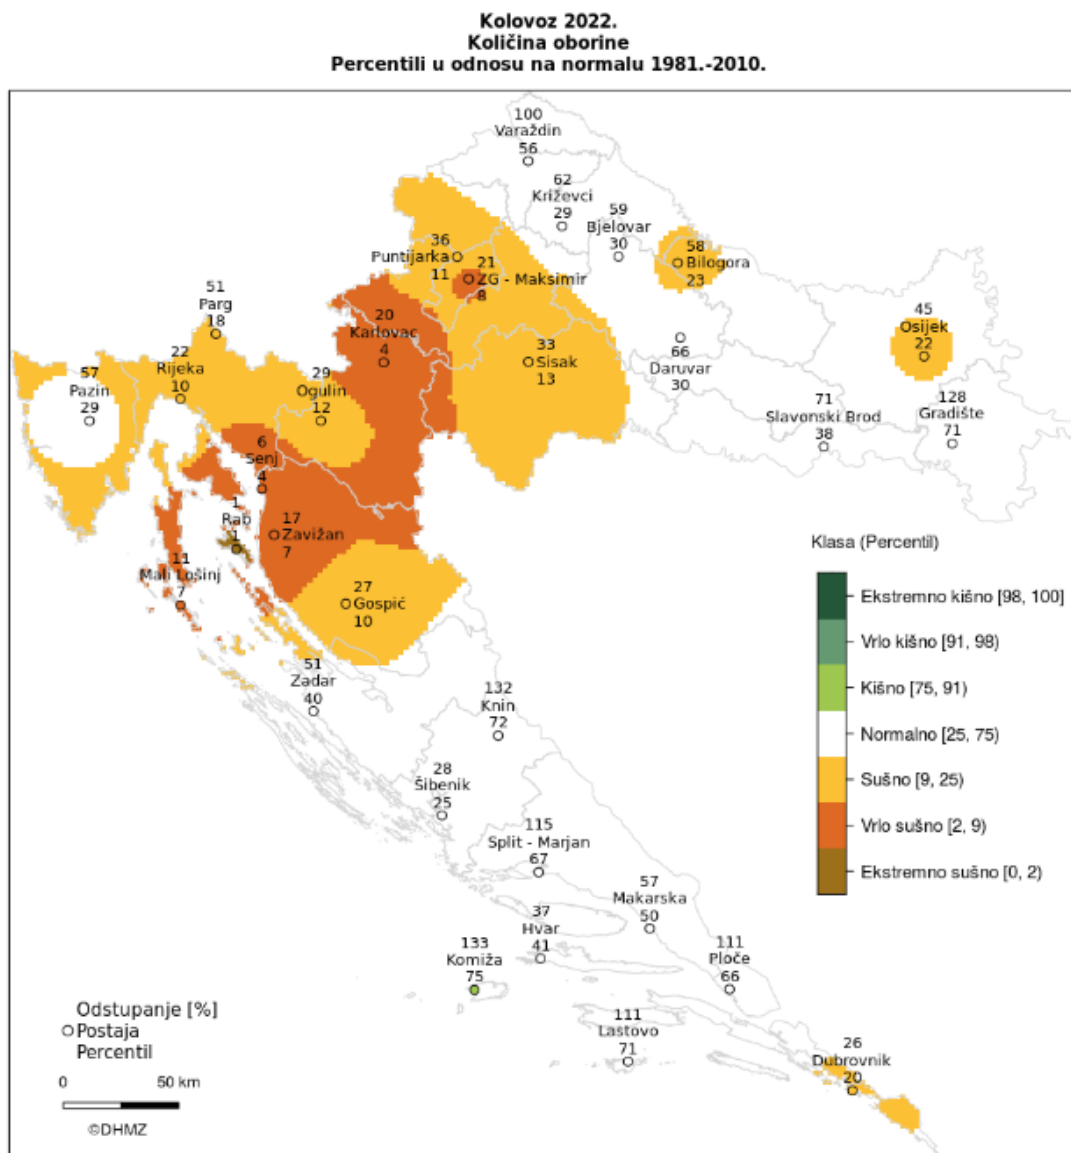 Kolovoz 2022.
Količina oborine
Percentili u odnosu na normalu 1981.-2010.
100
Varaždin
56
62
Križevci
29
59
Bjelovar
30
36
Puntijarka
11
21
ZG - Maksimir
8
58
Bilogora
23
51
Parg
18
20
Karlovac
4
45
Osijek
22
22
Rijeka
10
57
Pazin
29
29
Ogulin
12
33
Sisak
13
66
Daruvar
30
71
Slavonski Brod
38
128
Gradište
71
6
Senj
4
1
Rab
1
17
Zavižan
7
11
Mali Lošinj
7
27
Gospić
10
51
Zadar
40
132
Knin
72
28
Šibenik
25
115
Split - Marjan
67
57
Makarska
50
37
Hvar
41
133
Komiža
75
111
Ploče
66
111
Lastovo
71
26
Dubrovnik
20
Klasa (Percentil)
Ekstremno kišno [98, 100]
Vrlo kišno [91, 98)
Kišno [75, 91)
Normalno [25, 75)
Sušno [9, 25)
Vrlo sušno [2, 9)
Ekstremno sušno [0, 2)
Odstupanje [%]
Postaja
Percentil
0 50 km
©DHMZ